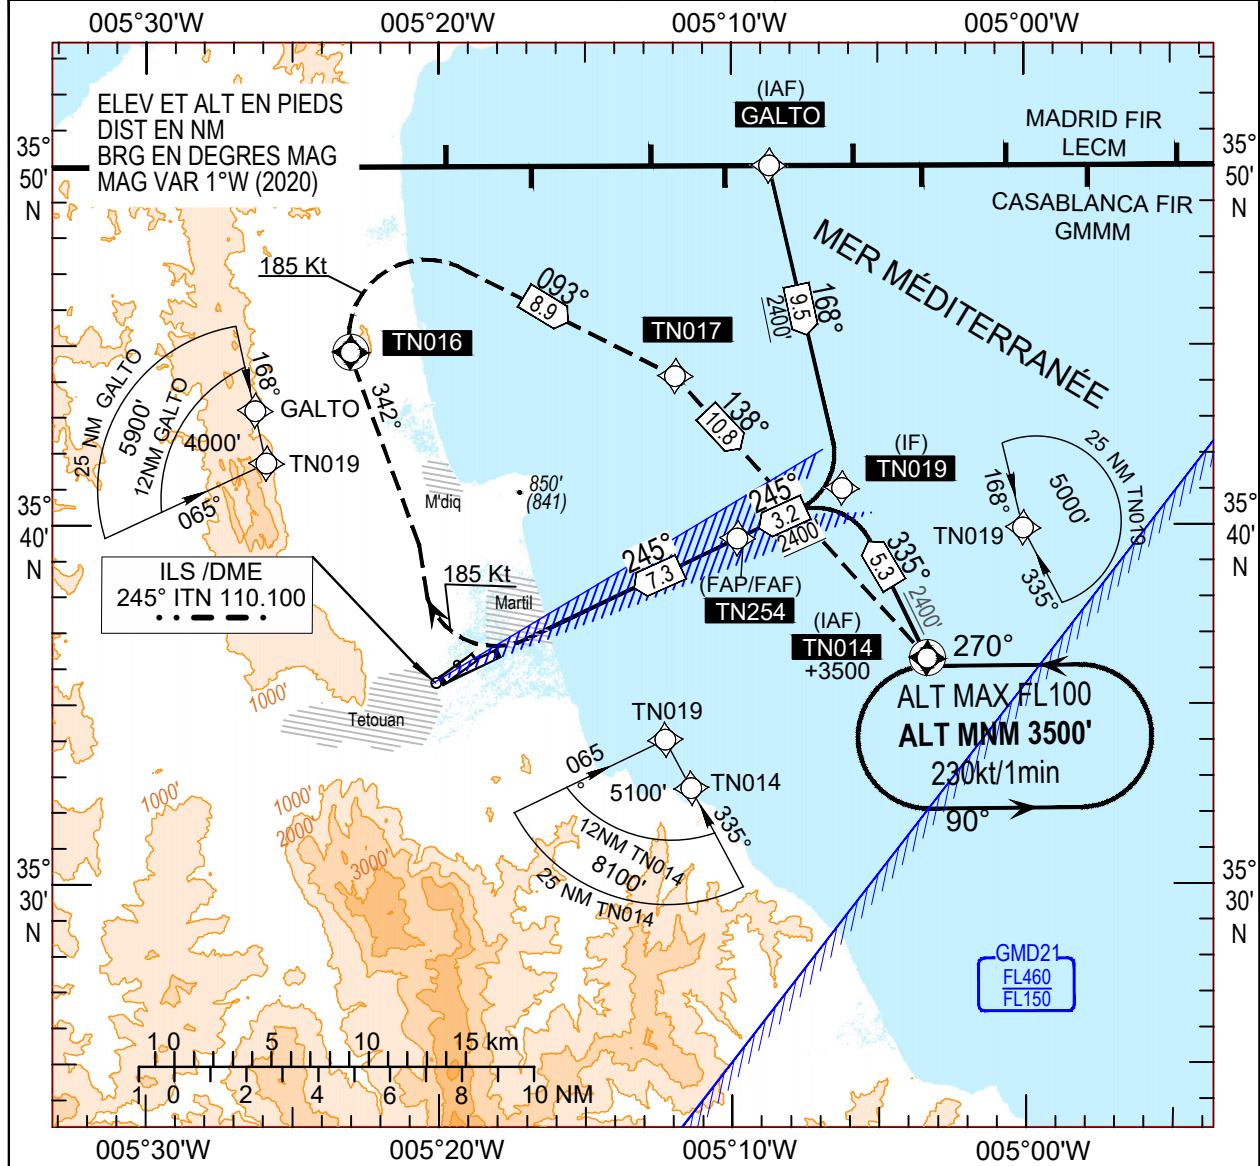 005°30'W
005°20'W
005°10'W
005°00'W
ELEV ET ALT EN PIEDS
DIST EN NM
BRG EN DEGRES MAG
MAG VAR 1°W (2020)
35°
50'
N
35°
50'
N
(IAF)
GALTO
MADRID FIR
LECM
CASABLANCA FIR
GMMM
MER MÉDITERRANÉE
185 Kt
093°
8.9
168°
9.5
2400'
TN016
TN017
342°
138°
10.8
25 NM GALTO
5900'
12NM GALTO
4000'
168°
GALTO
TN019
065°
(IF)
TN019
25 NM TN019
5000'
168°
TN019
335°
M'diq
850'
(841)
35°
40'
N
35°
40'
N
245°
3.2
2400
245°
7.3
335°
5.3
2400'
ILS /DME
245° ITN 110.100
185 Kt
Martil
(FAP/FAF)
TN254
(IAF)
TN014
+3500
270°
ALT MAX FL100
ALT MNM 3500'
230kt/1min
90°
1000'
Tetouan
TN019
065
°
TN014
5100'
335°
12NM TN014
8100'
25 NM TN014
1000'
1000'
2000'
3000'
35°
30'
N
35°
30'
N
GMD21
FL460
FL150
1 0 5 10 15 km
1 0 2 4 6 8 10 NM
005°30'W
005°20'W
005°10'W
005°00'W